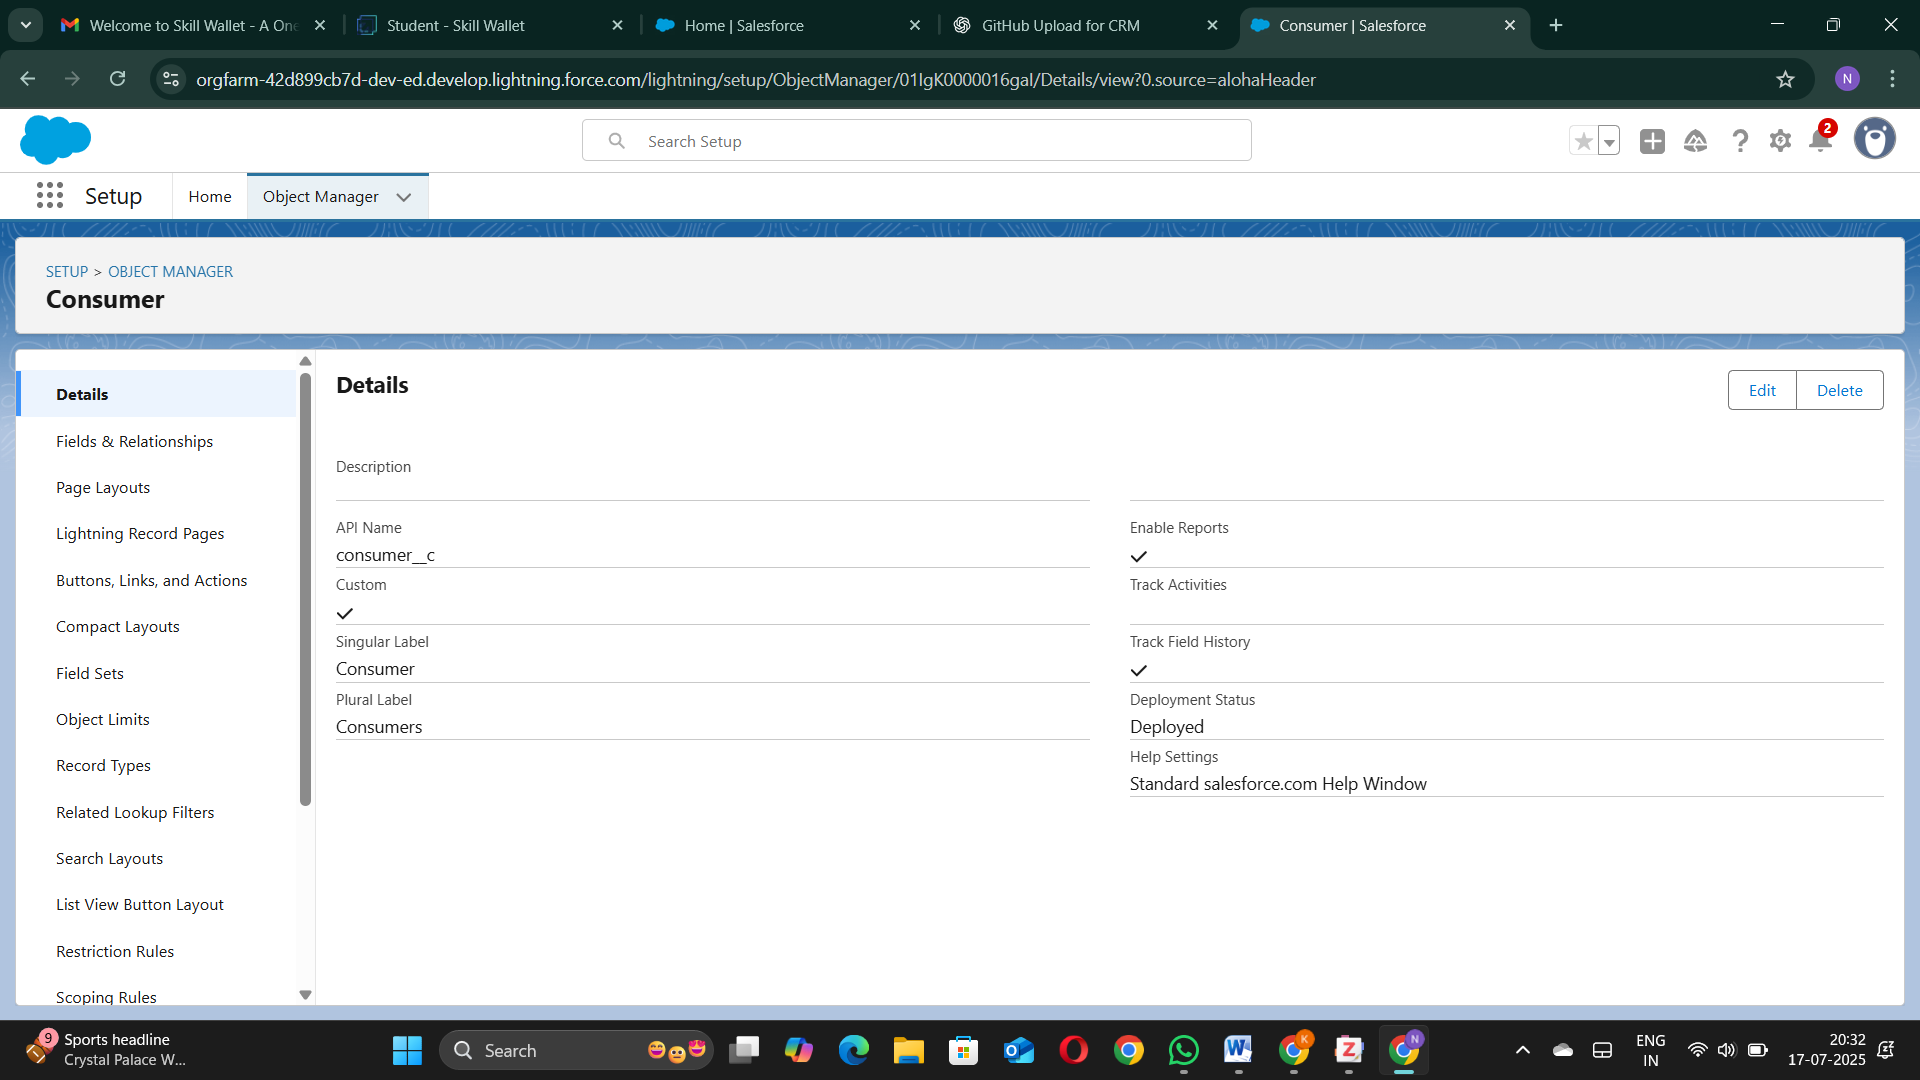 Welcome to Skill Wallet - A One
Student - Skill Wallet
Home | Salesforce
GitHub Upload for CRM
Consumer | Salesforce
orgfarm-42d899cb7d-dev-ed.develop.lightning.force.com/lightning/setup/ObjectManager/01IgK0000016gaI/Details/view?0.source=alohaHeader
N
Search Setup
2
Setup
Home
Object Manager
SETUP > OBJECT MANAGER
Consumer
Details
Fields & Relationships
Page Layouts
Lightning Record Pages
Buttons, Links, and Actions
Compact Layouts
Field Sets
Object Limits
Record Types
Related Lookup Filters
Search Layouts
List View Button Layout
Restriction Rules
Scoping Rules
Details
Edit
Delete
Description
API Name
consumer__c
Custom
Singular Label
Consumer
Plural Label
Consumers
Enable Reports
Track Activities
Track Field History
Deployment Status
Deployed
Help Settings
Standard salesforce.com Help Window
9
Sports headline
Crystal Palace W...
Search
W
K
Z
N
ENG
IN
20:32
17-07-2025